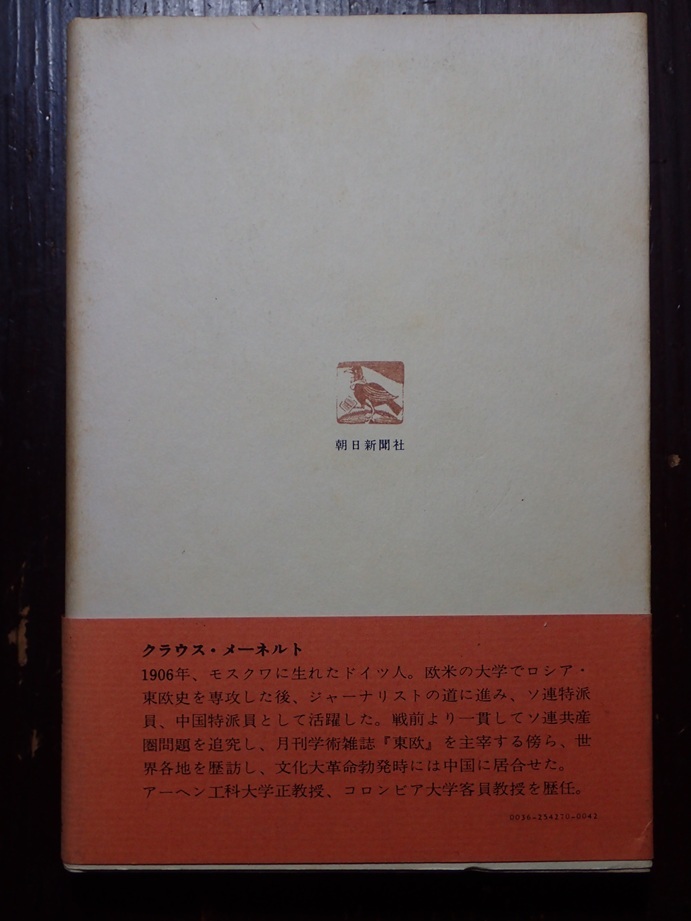 朝日新聞社
クラウス・メーネルト
1906年、モスクワに生れたドイツ人。欧米の大学でロシア・
東欧史を専攻した後、ジャーナリストの道に進み、ソ連特派
員、中国特派員として活躍した。戦前より一貫してソ連共産
圏問題を追究し、月刊学術雑誌『東欧』を主宰する傍ら、世
界各地を歴訪し、文化大革命勃発時には中国に居合せた。
アーヘン工科大学正教授、コロンビア大学客員教授を歴任。
0036-254210-0042